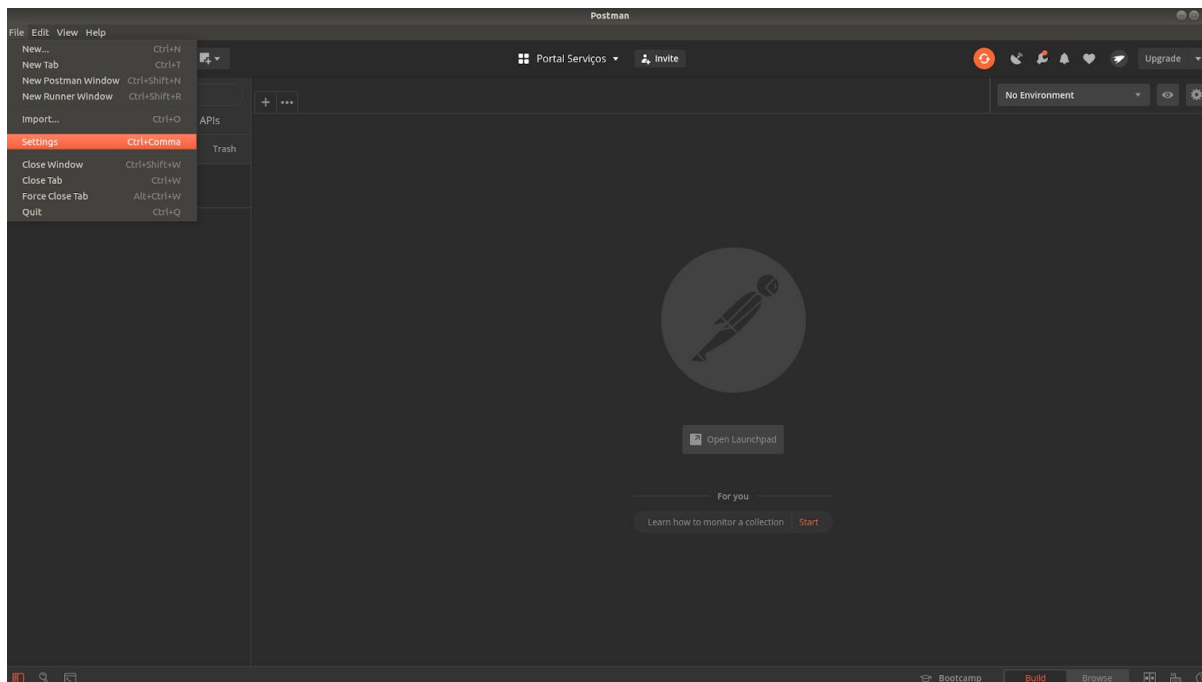 Postman
File Edit View Help
New... Ctrl+N
New Tab Ctrl+T
New Postman Window Ctrl+Shift+N
New Runner Window Ctrl+Shift+R
Import... Ctrl+O
Settings Ctrl+Comma
Close Window Ctrl+Shift+W
Close Tab Ctrl+W
Force Close Tab Alt+Ctrl+W
Quit Ctrl+Q
Portal Serviços Invite Upgrade
No Environment
APIs
Trash
Open Launchpad
For you
Learn how to monitor a collection Start
Bootcamp Build Browse